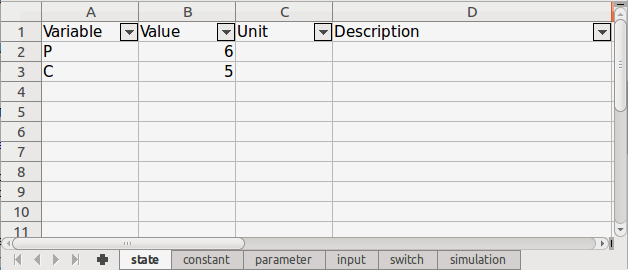 A B C D
1 Variable Value Unit Description
2 P 6
3 C 5
4
5
6
7
8
9
10
11
state constant parameter input switch simulation